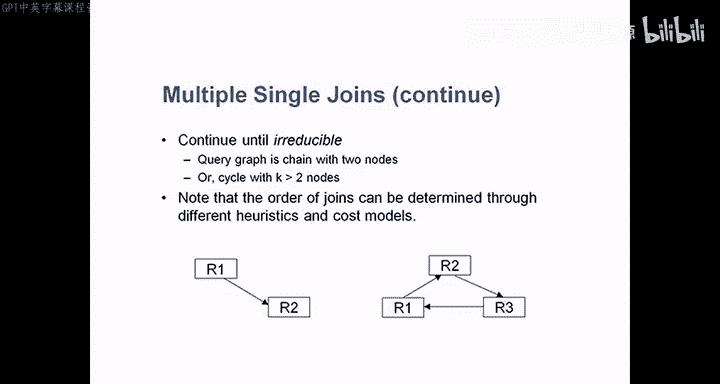 GPT中英字幕课程
bilibili
Multiple Single Joins (continue)
• Continue until irreducible
– Query graph is chain with two nodes
– Or, cycle with k > 2 nodes
• Note that the order of joins can be determined through
different heuristics and cost models.
R1
R2
R2
R1
R3